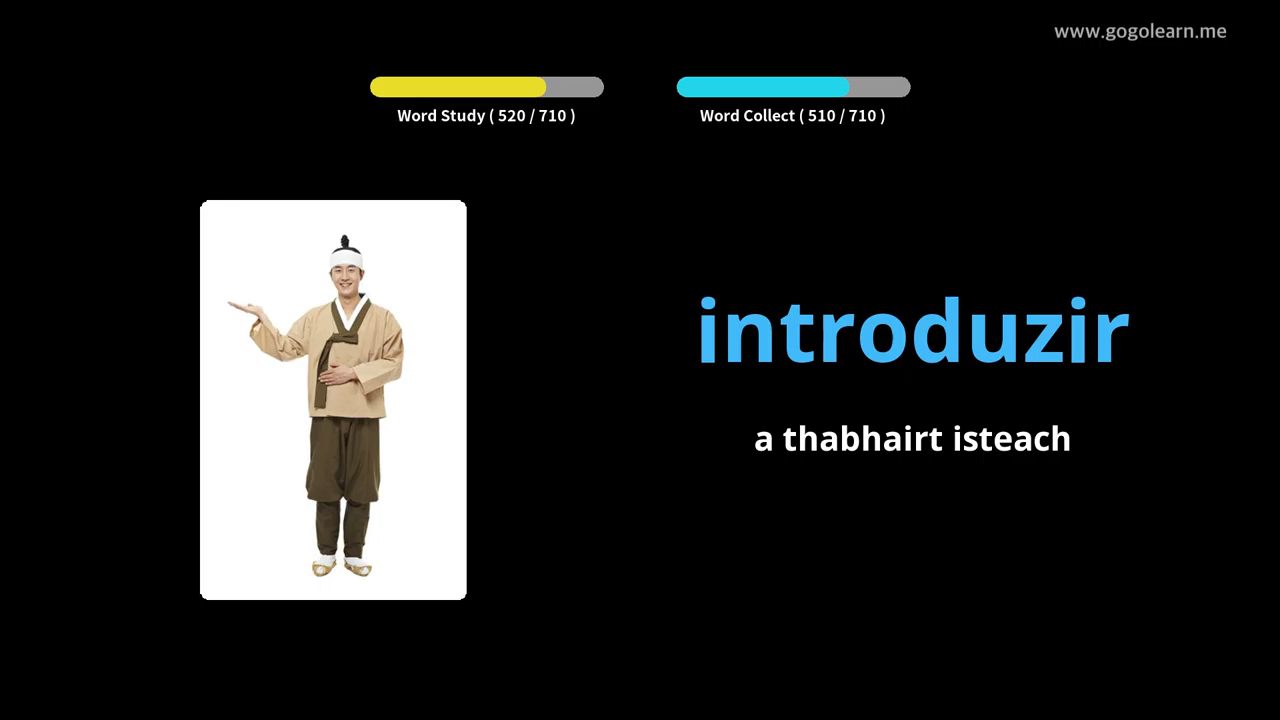 www.gogolearn.me
Word Study ( 520 / 710 )
Word Collect ( 510 / 710 )
introduzir
a thabhairt isteach